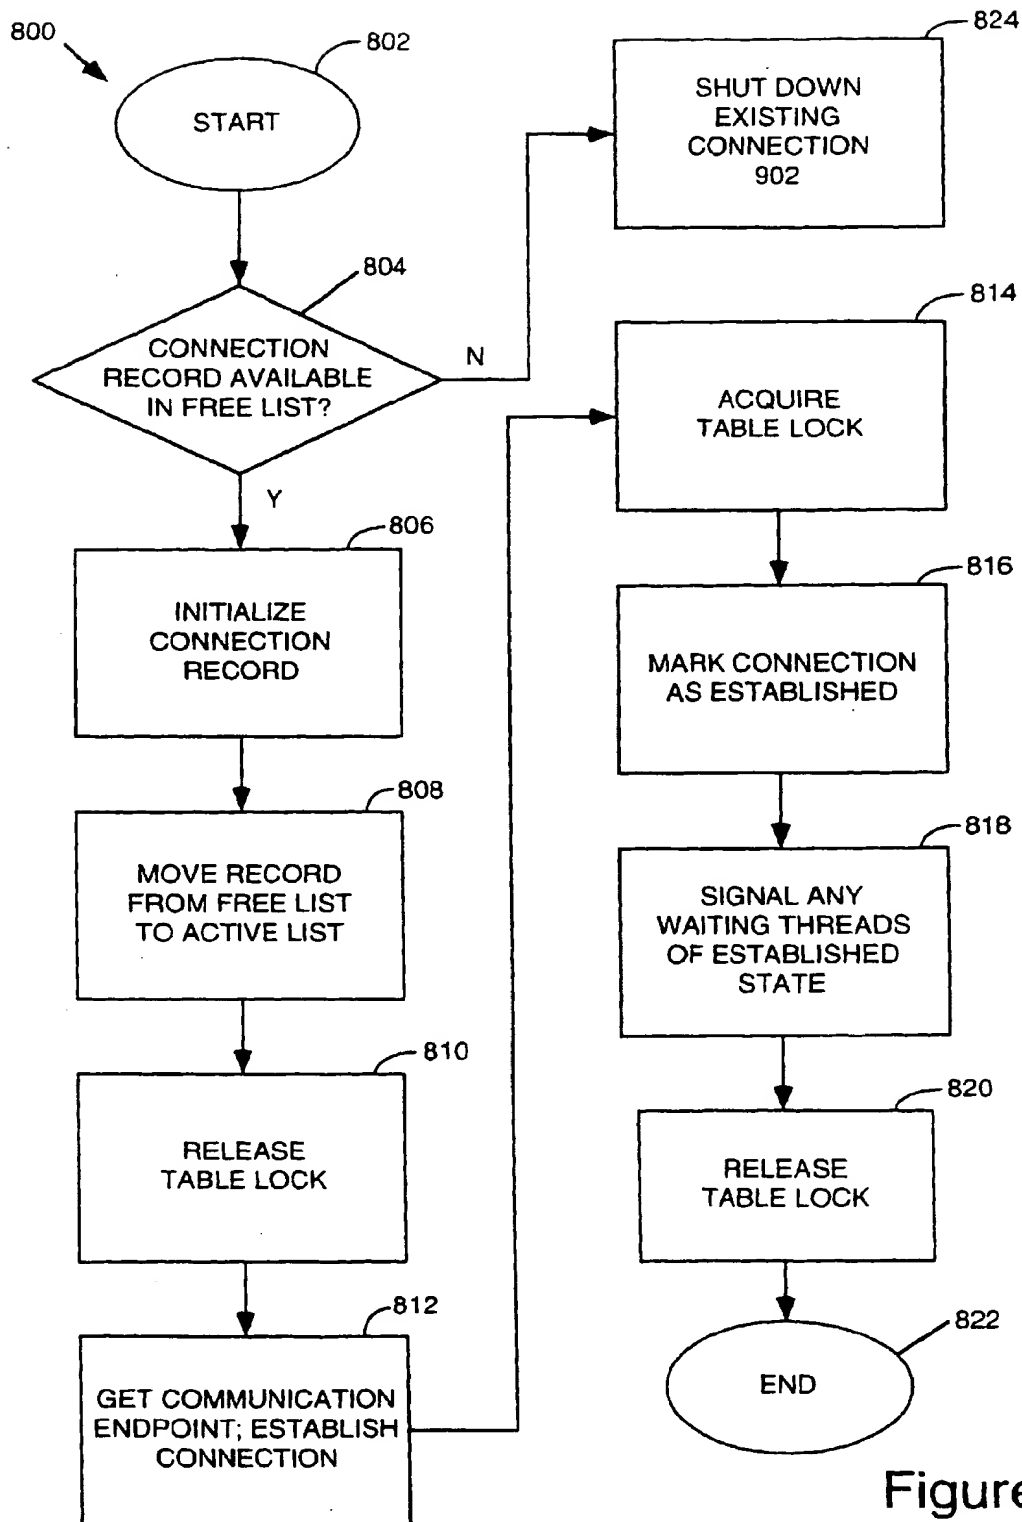 800
802
START
804
CONNECTION
RECORD AVAILABLE
IN FREE LIST?
N
Y
806
INITIALIZE
CONNECTION
RECORD
808
MOVE RECORD
FROM FREE LIST
TO ACTIVE LIST
810
RELEASE
TABLE LOCK
812
GET COMMUNICATION
ENDPOINT; ESTABLISH
CONNECTION
824
SHUT DOWN
EXISTING
CONNECTION
902
814
ACQUIRE
TABLE LOCK
816
MARK CONNECTION
AS ESTABLISHED
818
SIGNAL ANY
WAITING THREADS
OF ESTABLISHED
STATE
820
RELEASE
TABLE LOCK
822
END
Figure